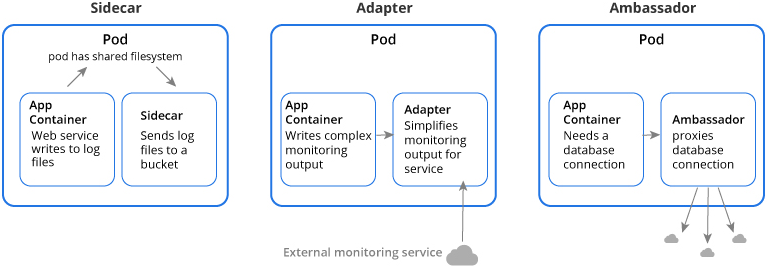 Sidecar
Pod
pod has shared filesystem
App
Container
Web service
writes to log
files
Sidecar
Sends log
files to a
bucket
Adapter
Pod
App
Container
Writes complex
monitoring
output
Adapter
Simplifies
monitoring
output for
service
External monitoring service
Ambassador
Pod
App
Container
Needs a
database
connection
Ambassador
proxies
database
connection